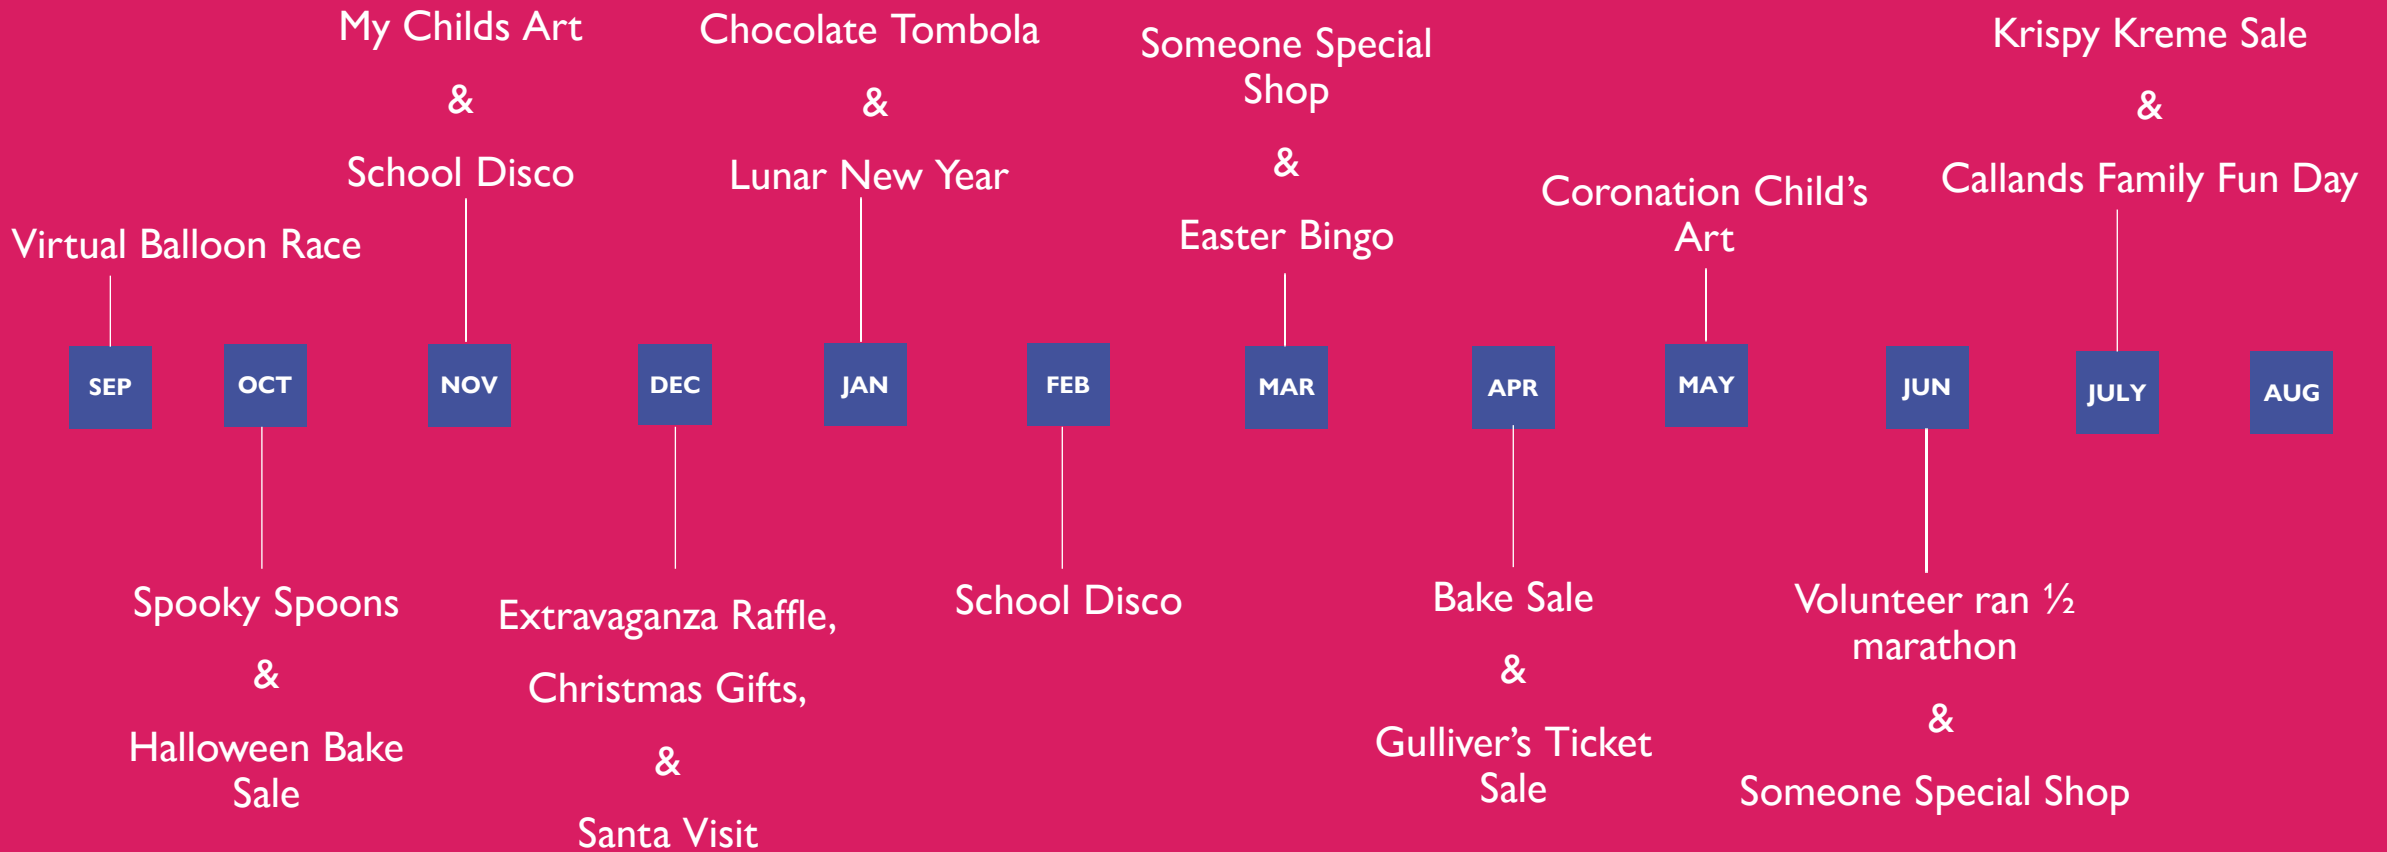 My Childs Art
&
School Disco
Chocolate Tombola
&
Lunar New Year
Someone Special
Shop
&
Easter Bingo
Krispy Kreme Sale
&
Callands Family Fun Day
Coronation Child’s
Art
Virtual Balloon Race
SEP
OCT
NOV
DEC
JAN
FEB
MAR
APR
MAY
JUN
JULY
AUG
Spooky Spoons
&
Halloween Bake
Sale
Extravaganza Raffle,
Christmas Gifts,
&
Santa Visit
School Disco
Bake Sale
&
Gulliver’s Ticket
Sale
Volunteer ran ½
marathon
&
Someone Special Shop